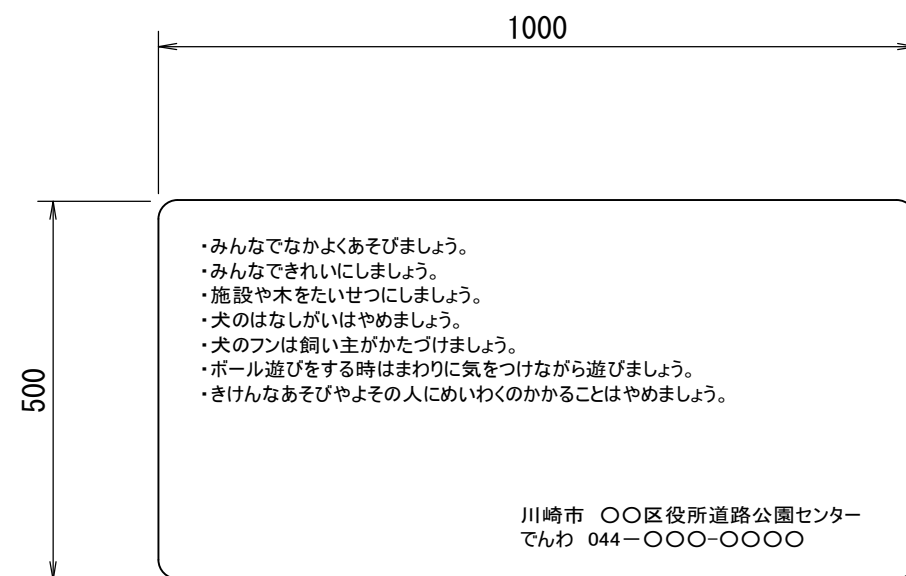 1000
500
・みんなでなかよくあそびましょう。
・みんなできれいにしましょう。
・施設や木をたいせつにしましょう。
・犬のはなしがいはやめましょう。
・犬のフンは飼い主がかたづけましょう。
・ボール遊びをする時はまわりに気をつけながら遊びましょう。
・きけんなあそびやよその人にめいわくのかかることはやめましょう。
川崎市　〇〇区役所道路公園センター
でんわ 044－〇〇〇-〇〇〇〇